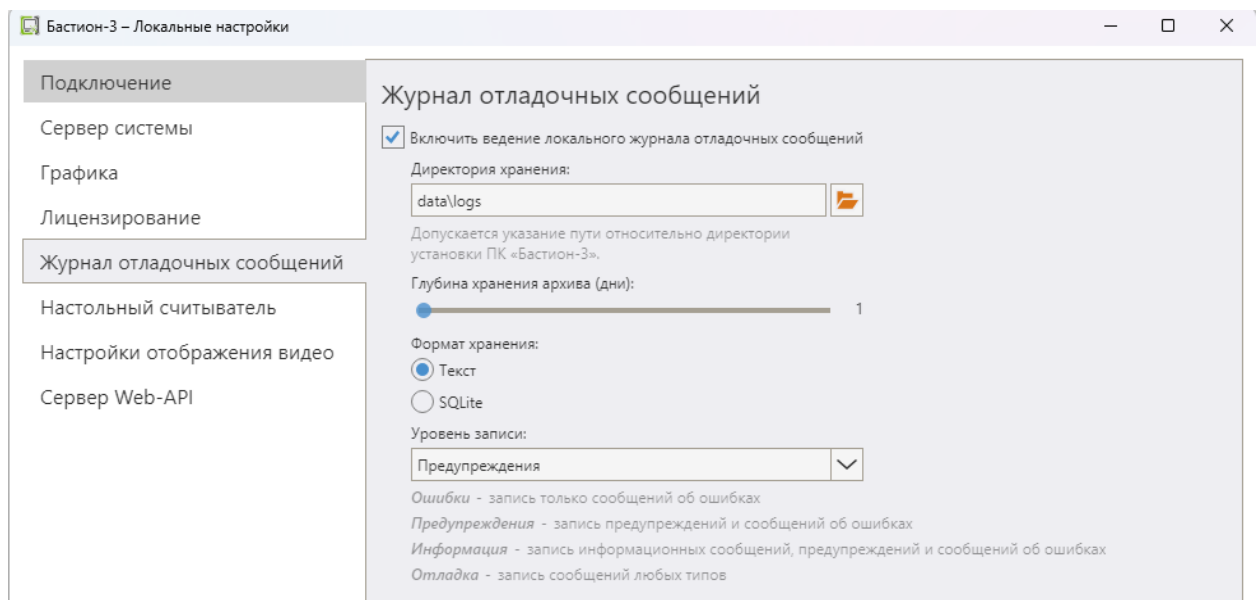 Бастион-3 – Локальные настройки
Подключение
Сервер системы
Графика
Лицензирование
Журнал отладочных сообщений
Настольный считыватель
Настройки отображения видео
Сервер Web-API
Журнал отладочных сообщений
Включить ведение локального журнала отладочных сообщений
Директория хранения:
data\logs
Допускается указание пути относительно директории
установки ПК «Бастион-3».
Глубина хранения архива (дни):
1
Формат хранения:
Текст
SQLite
Уровень записи:
Предупреждения
Ошибки - запись только сообщений об ошибках
Предупреждения - запись предупреждений и сообщений об ошибках
Информация - запись информационных сообщений, предупреждений и сообщений об ошибках
Отладка - запись сообщений любых типов